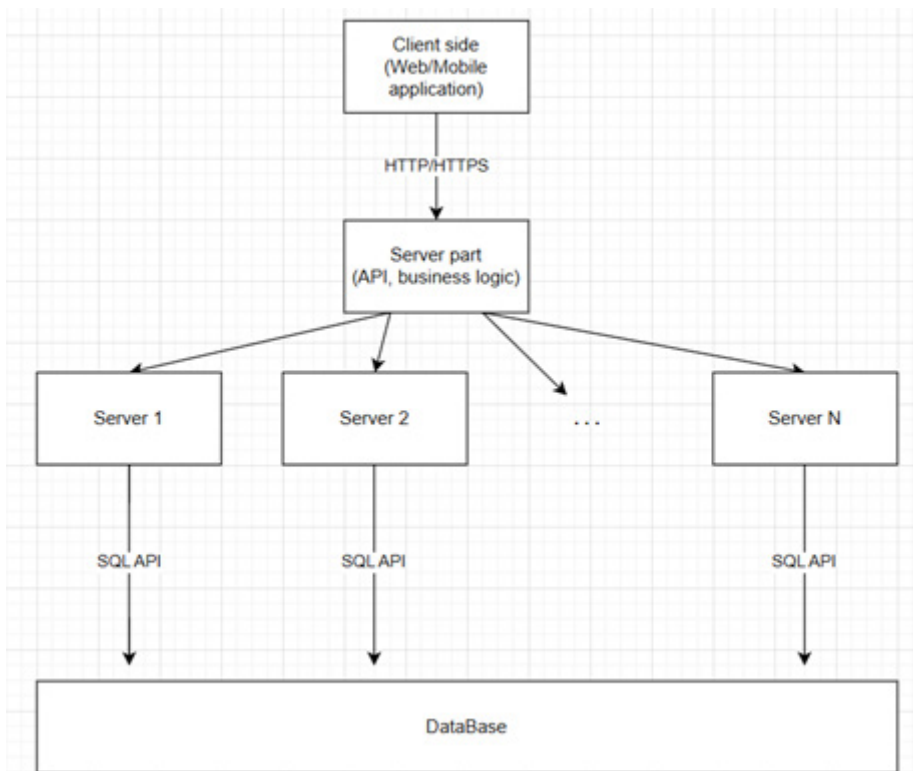 Client side
(Web/Mobile
application)
HTTP/HTTPS
Server part
(API, business logic)
Server 1
Server 2
. . .
Server N
SQL API
SQL API
SQL API
DataBase